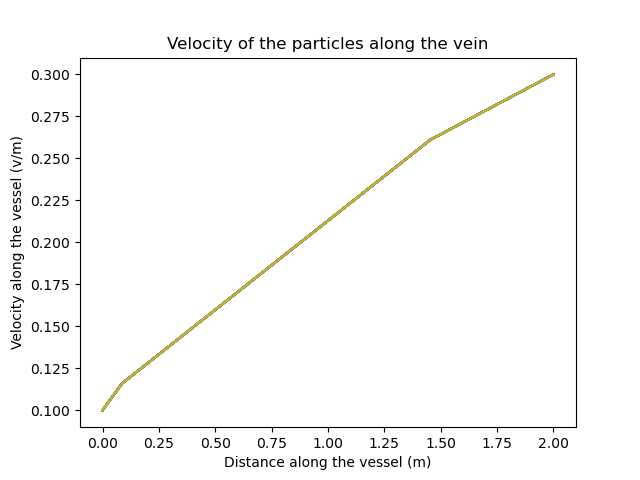 Velocity of the particles along the vein
0.300
0.275
0.250
0.225
0.200
0.175
0.150
0.125
0.100
Velocity along the vessel (v/m)
0.00 0.25 0.50 0.75 1.00 1.25 1.50 1.75 2.00
Distance along the vessel (m)